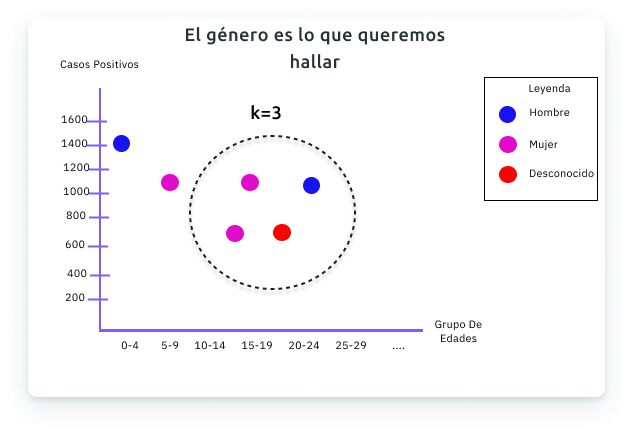 El género es lo que queremos
hallar
Casos Positivos
Leyenda
Hombre
Mujer
Desconocido
k=3
1600
1400
1200
1000
800
600
400
200
Grupo De
Edades
0-4 5-9 10-14 15-19 20-24 25-29 ....